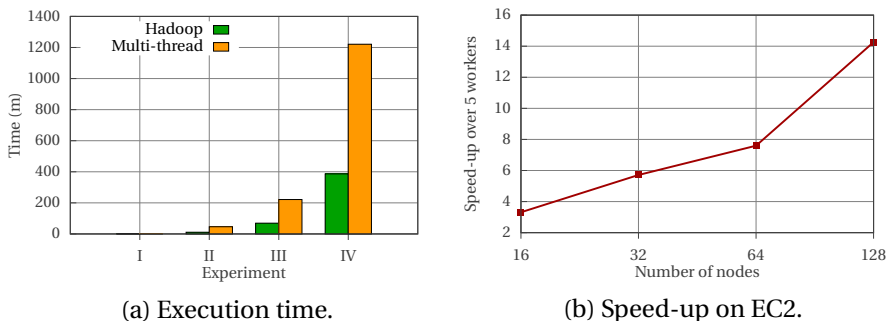 1400
1200
1000
800
600
400
200
0
Time (m)
Hadoop
Multi-thread
I II III IV
Experiment
(a) Execution time.
16
14
12
10
8
6
4
2
Speed-up over 5 workers
16 32 64 128
Number of nodes
(b) Speed-up on EC2.